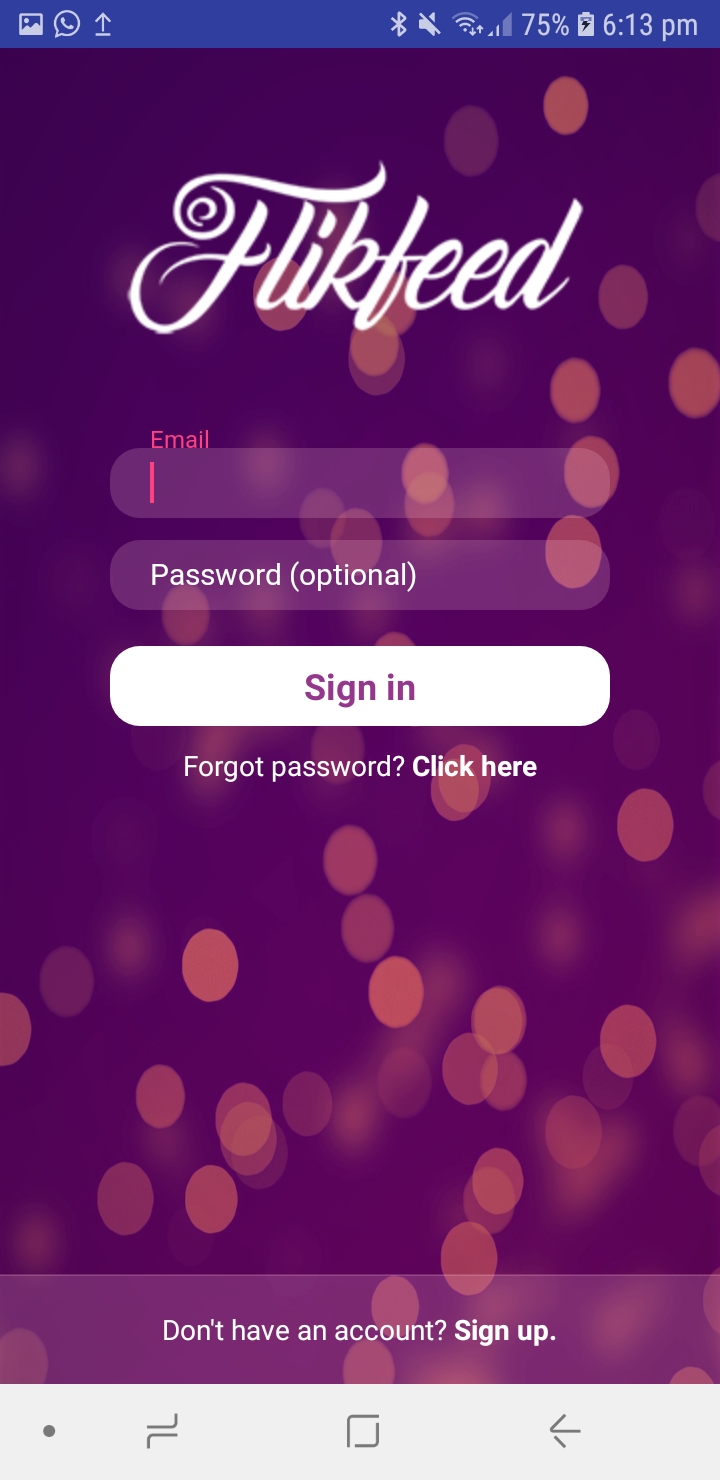 75% 6:13 pm
Flikfeed
Email
Password (optional)
Sign in
Forgot password? Click here
Don't have an account? Sign up.